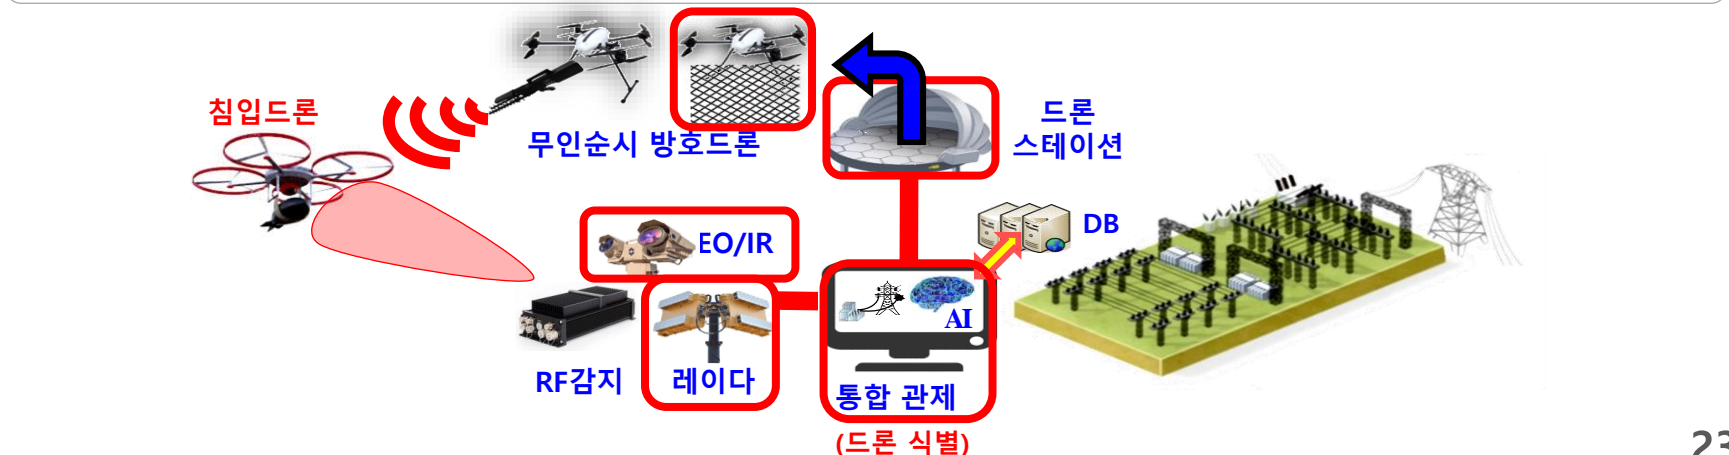 침입드론
무인순시 방호드론
드론
스테이션
DB
EO/IR
AI
RF감지
레이다
통합 관제
(드론 식별)
23